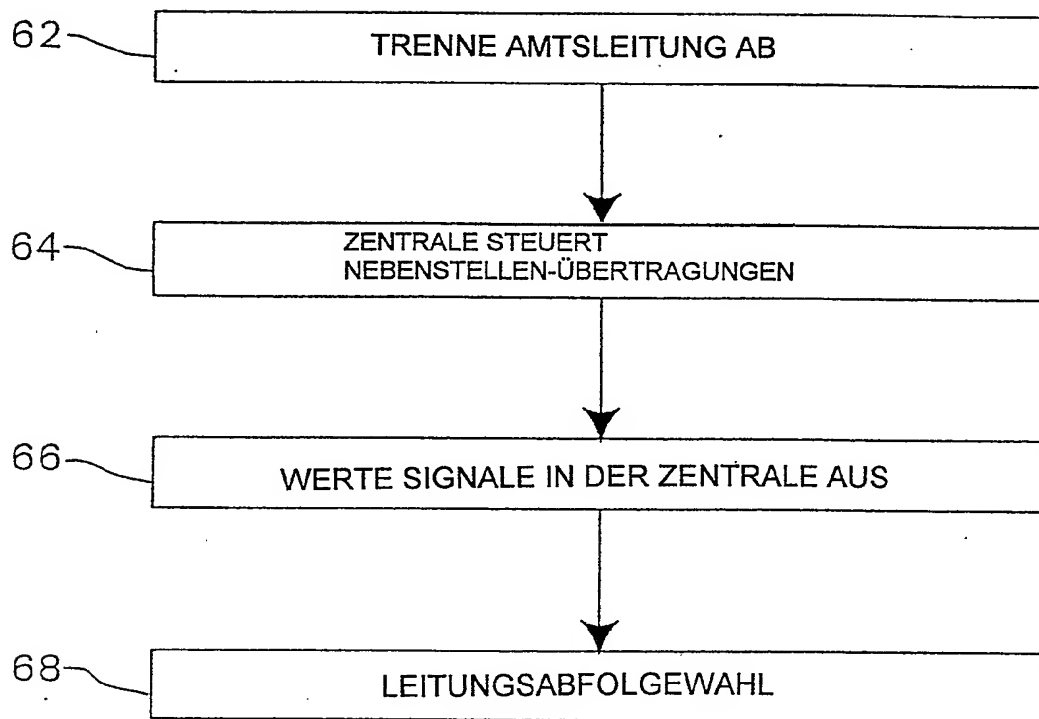 62
TRENNE AMTSLEITUNG AB
64
ZENTRALE STEUERT
NEBENSTELLEN-ÜBERTRAGUNGEN
66
WERTE SIGNALE IN DER ZENTRALE AUS
68
LEITUNGSABFOLGEWAHL